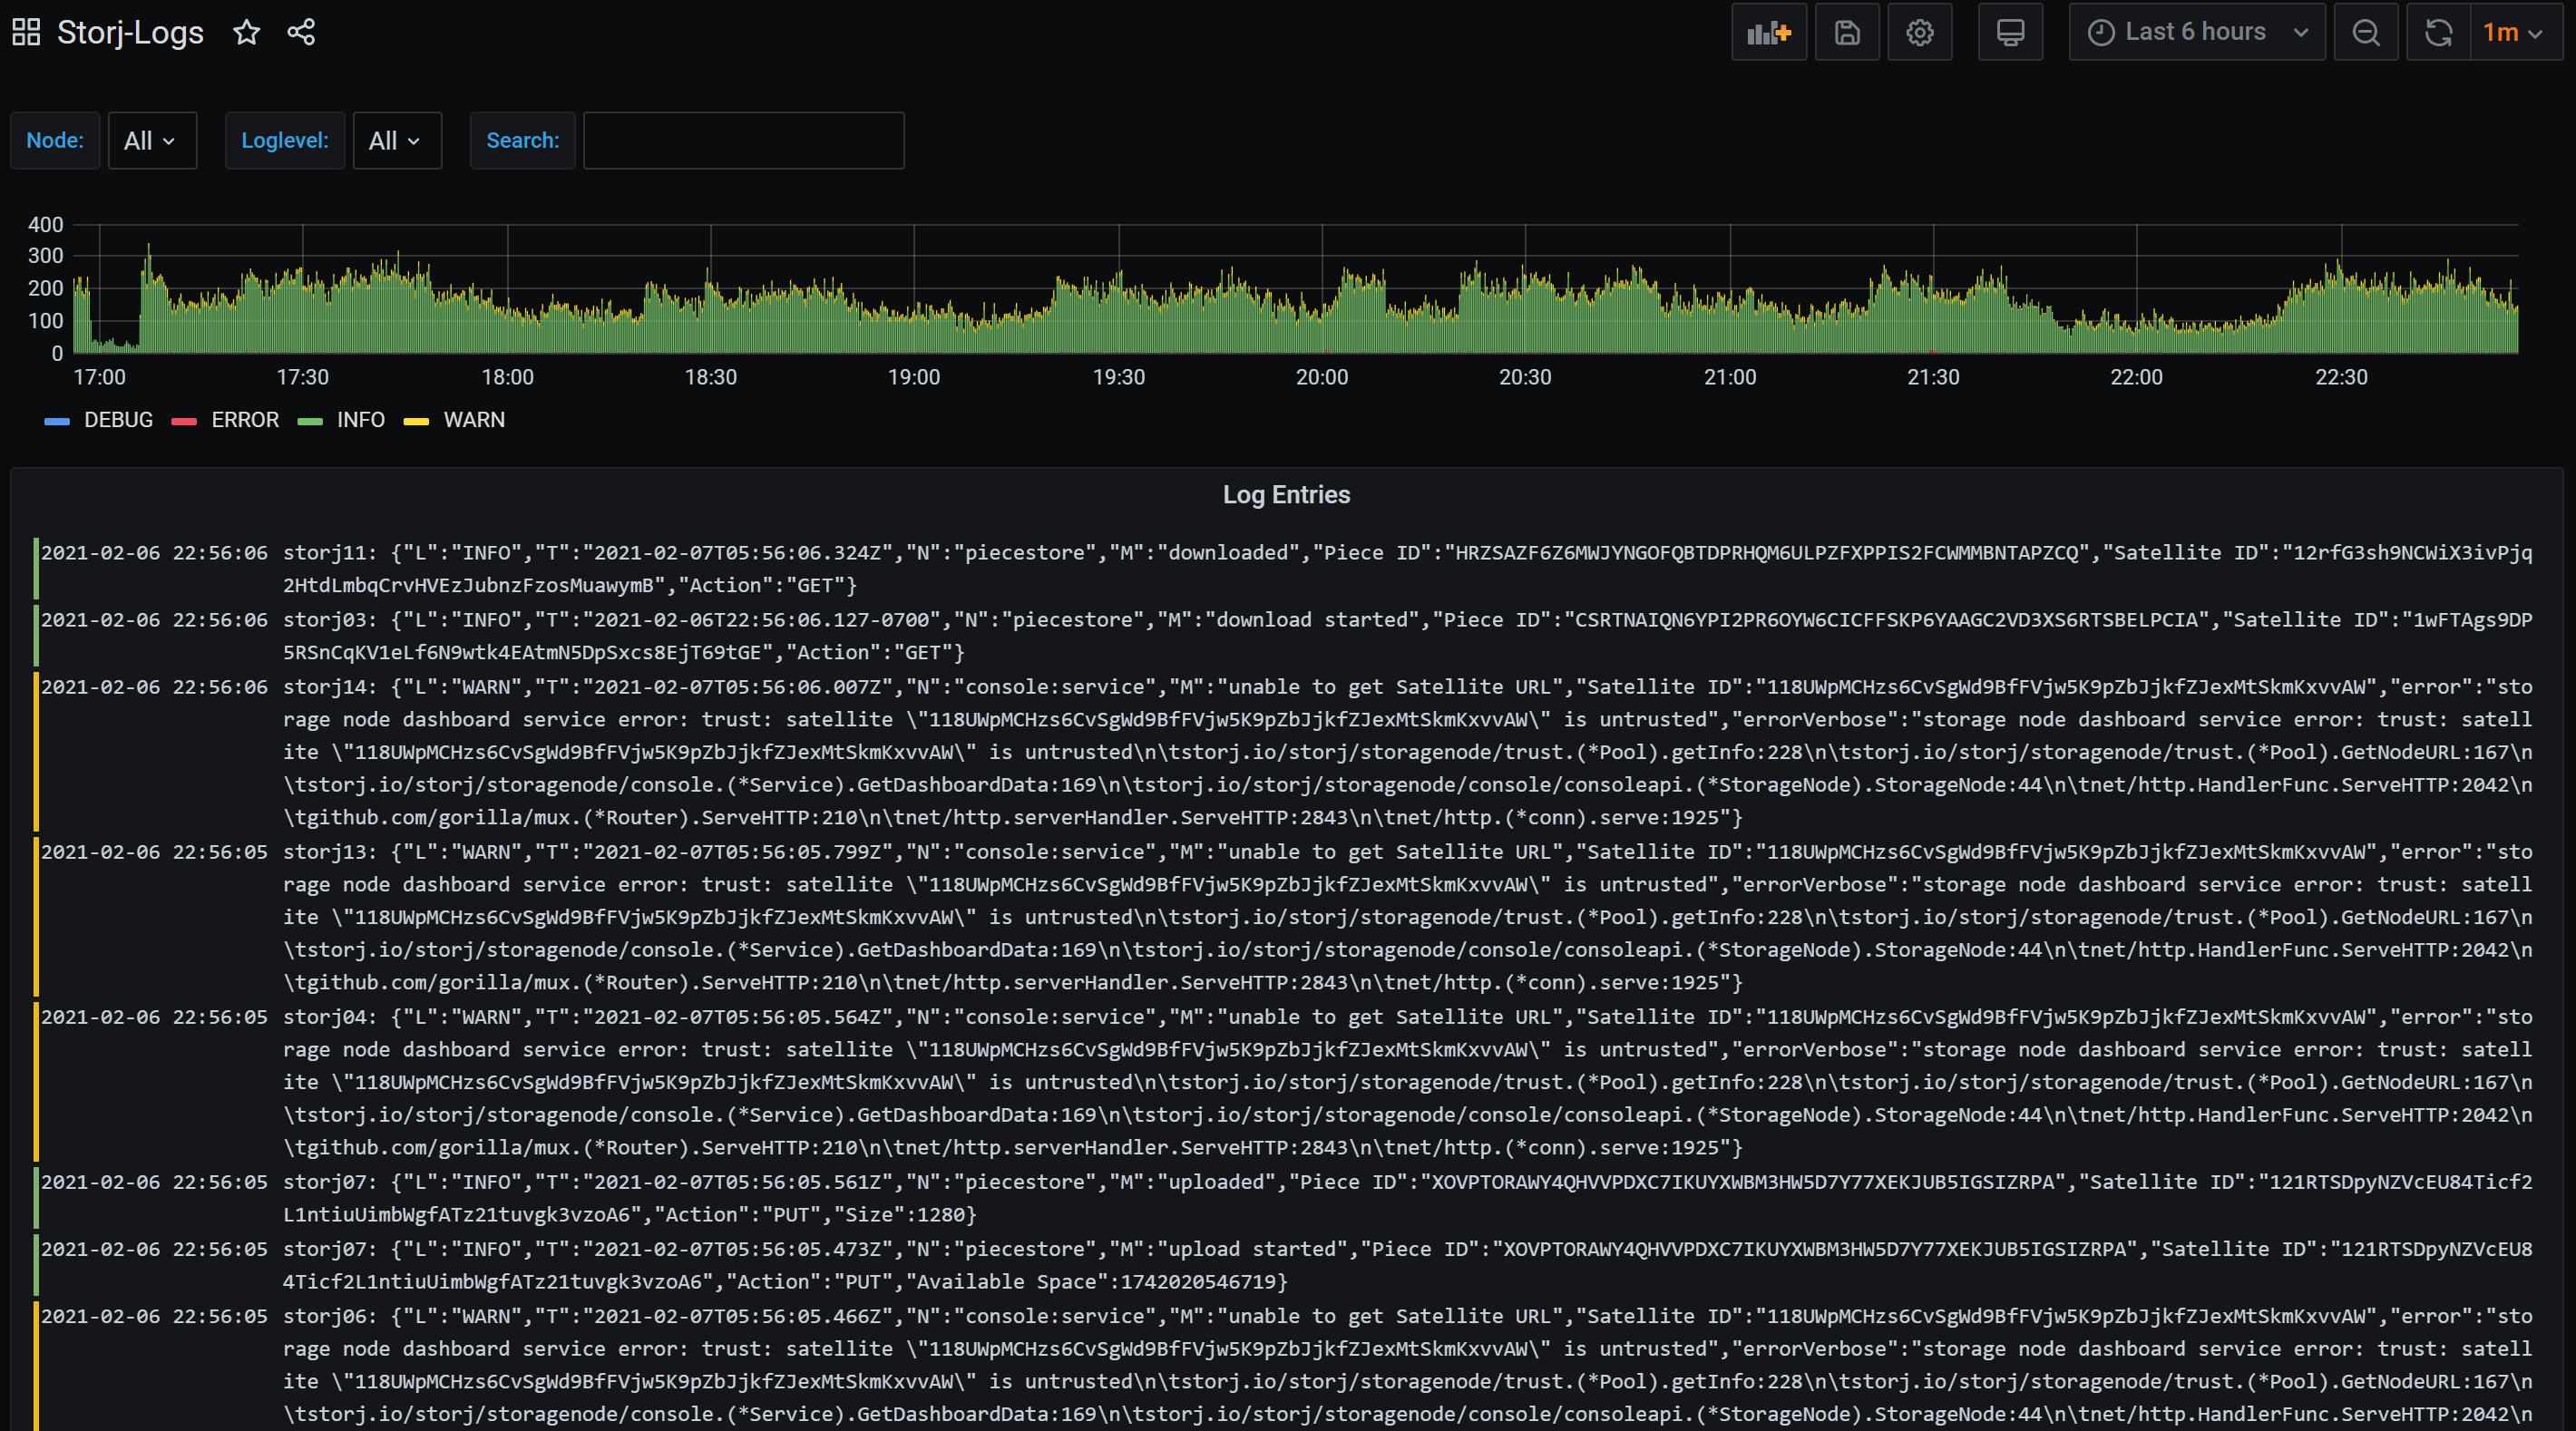 Storj-Logs
Last 6 hours
1m
Node: All Loglevel: All Search:
400
300
200
100
0
17:00 17:30 18:00 18:30 19:00 19:30 20:00 20:30 21:00 21:30 22:00 22:30
DEBUG ERROR INFO WARN
Log Entries
2021-02-06 22:56:06 storj11: {"L":"INFO","T":"2021-02-07T05:56:06.324Z","N":"piecestore","M":"downloaded","Piece ID":"HRZSAZF6Z6MWJYNGOFQBTDPRHQM6ULPZFXPPIS2FCWMMBNTAPZCQ","Satellite ID":"12rfG3sh9NCWiX3ivPjq
2HtdLmbqCrvHVEzJubnzFzosMuawymB","Action":"GET"}
2021-02-06 22:56:06 storj03: {"L":"INFO","T":"2021-02-06T22:56:06.127-0700","N":"piecestore","M":"download started","Piece ID":"CSRTNAIQN6YPI2PR6OYW6CICFFSKP6YAAGC2VD3XS6RTSBELPCIA","Satellite ID":"1wFTAgs9DP
5RSnCqKV1eLf6N9wtk4EAtmN5DpSxcs8EjT69tGE","Action":"GET"}
2021-02-06 22:56:06 storj14: {"L":"WARN","T":"2021-02-07T05:56:06.007Z","N":"console:service","M":"unable to get Satellite URL","Satellite ID":"118UWpMCHzs6CvSgWd9BfFVjw5K9pZbJjkfZJexMtSkmKxvvAW","error":"sto
rage node dashboard service error: trust: satellite \"118UWpMCHzs6CvSgWd9BfFVjw5K9pZbJjkfZJexMtSkmKxvvAW\" is untrusted","errorVerbose":"storage node dashboard service error: trust: satell
ite \"118UWpMCHzs6CvSgWd9BfFVjw5K9pZbJjkfZJexMtSkmKxvvAW\" is untrusted\n\tstorj.io/storj/storagenode/trust.(*Pool).getInfo:228\n\tstorj.io/storj/storagenode/trust.(*Pool).GetNodeURL:167\n
\tstorj.io/storj/storagenode/console.(*Service).GetDashboardData:169\n\tstorj.io/storj/storagenode/console/consoleapi.(*StorageNode).StorageNode:44\n\tnet/http.HandlerFunc.ServeHTTP:2042\n
\tgithub.com/gorilla/mux.(*Router).ServeHTTP:210\n\tnet/http.serverHandler.ServeHTTP:2843\n\tnet/http.(*conn).serve:1925"}
2021-02-06 22:56:05 storj13: {"L":"WARN","T":"2021-02-07T05:56:05.799Z","N":"console:service","M":"unable to get Satellite URL","Satellite ID":"118UWpMCHzs6CvSgWd9BfFVjw5K9pZbJjkfZJexMtSkmKxvvAW","error":"sto
rage node dashboard service error: trust: satellite \"118UWpMCHzs6CvSgWd9BfFVjw5K9pZbJjkfZJexMtSkmKxvvAW\" is untrusted","errorVerbose":"storage node dashboard service error: trust: satell
ite \"118UWpMCHzs6CvSgWd9BfFVjw5K9pZbJjkfZJexMtSkmKxvvAW\" is untrusted\n\tstorj.io/storj/storagenode/trust.(*Pool).getInfo:228\n\tstorj.io/storj/storagenode/trust.(*Pool).GetNodeURL:167\n
\tstorj.io/storj/storagenode/console.(*Service).GetDashboardData:169\n\tstorj.io/storj/storagenode/console/consoleapi.(*StorageNode).StorageNode:44\n\tnet/http.HandlerFunc.ServeHTTP:2042\n
\tgithub.com/gorilla/mux.(*Router).ServeHTTP:210\n\tnet/http.serverHandler.ServeHTTP:2843\n\tnet/http.(*conn).serve:1925"}
2021-02-06 22:56:05 storj04: {"L":"WARN","T":"2021-02-07T05:56:05.564Z","N":"console:service","M":"unable to get Satellite URL","Satellite ID":"118UWpMCHzs6CvSgWd9BfFVjw5K9pZbJjkfZJexMtSkmKxvvAW","error":"sto
rage node dashboard service error: trust: satellite \"118UWpMCHzs6CvSgWd9BfFVjw5K9pZbJjkfZJexMtSkmKxvvAW\" is untrusted","errorVerbose":"storage node dashboard service error: trust: satell
ite \"118UWpMCHzs6CvSgWd9BfFVjw5K9pZbJjkfZJexMtSkmKxvvAW\" is untrusted\n\tstorj.io/storj/storagenode/trust.(*Pool).getInfo:228\n\tstorj.io/storj/storagenode/trust.(*Pool).GetNodeURL:167\n
\tstorj.io/storj/storagenode/console.(*Service).GetDashboardData:169\n\tstorj.io/storj/storagenode/console/consoleapi.(*StorageNode).StorageNode:44\n\tnet/http.HandlerFunc.ServeHTTP:2042\n
\tgithub.com/gorilla/mux.(*Router).ServeHTTP:210\n\tnet/http.serverHandler.ServeHTTP:2843\n\tnet/http.(*conn).serve:1925"}
2021-02-06 22:56:05 storj07: {"L":"INFO","T":"2021-02-07T05:56:05.561Z","N":"piecestore","M":"uploaded","Piece ID":"XOVPTORAWY4QHVVPDXC7IKUYXWBM3HW5D7Y77XEKJUB5IGSIZRPA","Satellite ID":"121RTSDpyNZVcEU84Ticf2
L1ntiuUimbWgfATz21tuvgk3vzoA6","Action":"PUT","Size":1280}
2021-02-06 22:56:05 storj07: {"L":"INFO","T":"2021-02-07T05:56:05.473Z","N":"piecestore","M":"upload started","Piece ID":"XOVPTORAWY4QHVVPDXC7IKUYXWBM3HW5D7Y77XEKJUB5IGSIZRPA","Satellite ID":"121RTSDpyNZVcEU8
4Ticf2L1ntiuUimbWgfATz21tuvgk3vzoA6","Action":"PUT","Available Space":1742020546719}
2021-02-06 22:56:05 storj06: {"L":"WARN","T":"2021-02-07T05:56:05.466Z","N":"console:service","M":"unable to get Satellite URL","Satellite ID":"118UWpMCHzs6CvSgWd9BfFVjw5K9pZbJjkfZJexMtSkmKxvvAW","error":"sto
rage node dashboard service error: trust: satellite \"118UWpMCHzs6CvSgWd9BfFVjw5K9pZbJjkfZJexMtSkmKxvvAW\" is untrusted","errorVerbose":"storage node dashboard service error: trust: satell
ite \"118UWpMCHzs6CvSgWd9BfFVjw5K9pZbJjkfZJexMtSkmKxvvAW\" is untrusted\n\tstorj.io/storj/storagenode/trust.(*Pool).getInfo:228\n\tstorj.io/storj/storagenode/trust.(*Pool).GetNodeURL:167\n
\tstorj.io/storj/storagenode/console.(*Service).GetDashboardData:169\n\tstorj.io/storj/storagenode/console/consoleapi.(*StorageNode).StorageNode:44\n\tnet/http.HandlerFunc.ServeHTTP:2042\n